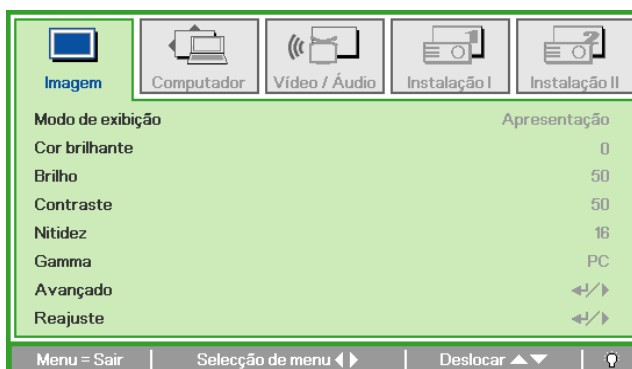 Imagem Computador Vídeo / Áudio Instalação I Instalação II
Modo de exibição Apresentação
Cor brilhante 0
Brilho 50
Contraste 50
Nitidez 16
Gamma PC
Avançado
Reajuste
Menu = Sair Selecção de menu Deslocar